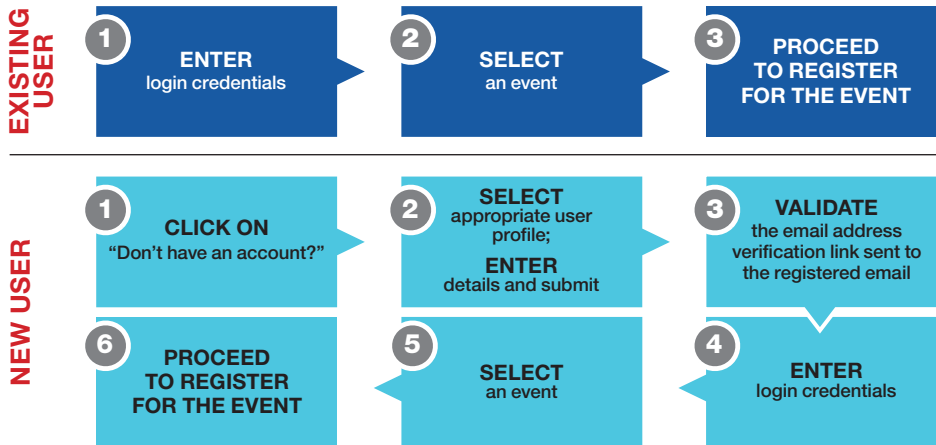 EXISTING
USER
1
ENTER
login credentials
2
SELECT
an event
3
PROCEED
TO REGISTER
FOR THE EVENT
NEW USER
1
CLICK ON
“Don’t have an account?”
2
SELECT
appropriate user
profile;
ENTER
details and submit
3
VALIDATE
the email address
verification link sent to
the registered email
4
ENTER
login credentials
5
SELECT
an event
6
PROCEED
TO REGISTER
FOR THE EVENT